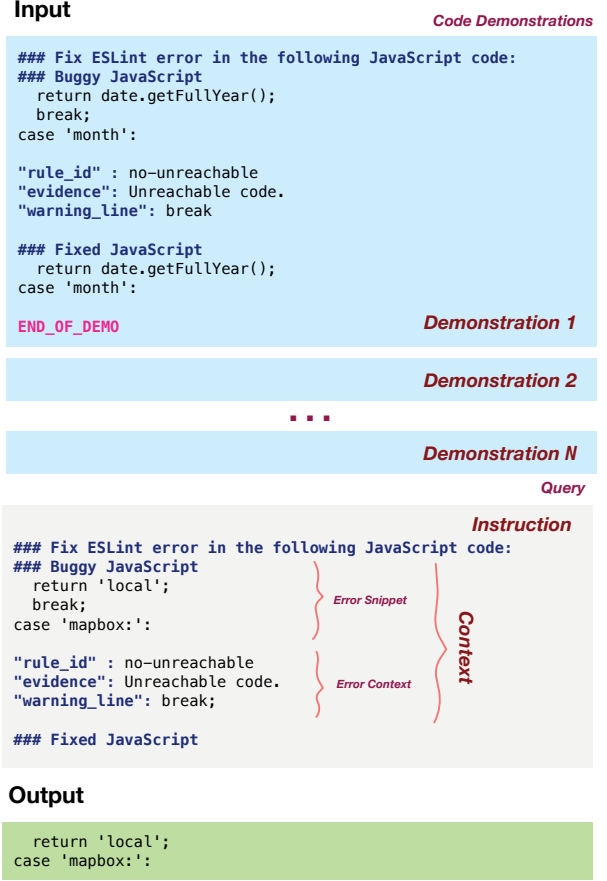 Input
Code Demonstrations
### Fix ESLint error in the following JavaScript code:
### Buggy JavaScript
  return date.getFullYear();
  break;
case 'month':
"rule_id" : no-unreachable
"evidence": Unreachable code.
"warning_line": break
### Fixed JavaScript
  return date.getFullYear();
case 'month':
END_OF_DEMO
Demonstration 1
Demonstration 2
...
Demonstration N
Query
Instruction
### Fix ESLint error in the following JavaScript code:
### Buggy JavaScript
  return 'local';
  break;
case 'mapbox:':
Error Snippet
Context
"rule_id" : no-unreachable
"evidence": Unreachable code.
"warning_line": break;
Error Context
### Fixed JavaScript
Output
  return 'local';
case 'mapbox:':